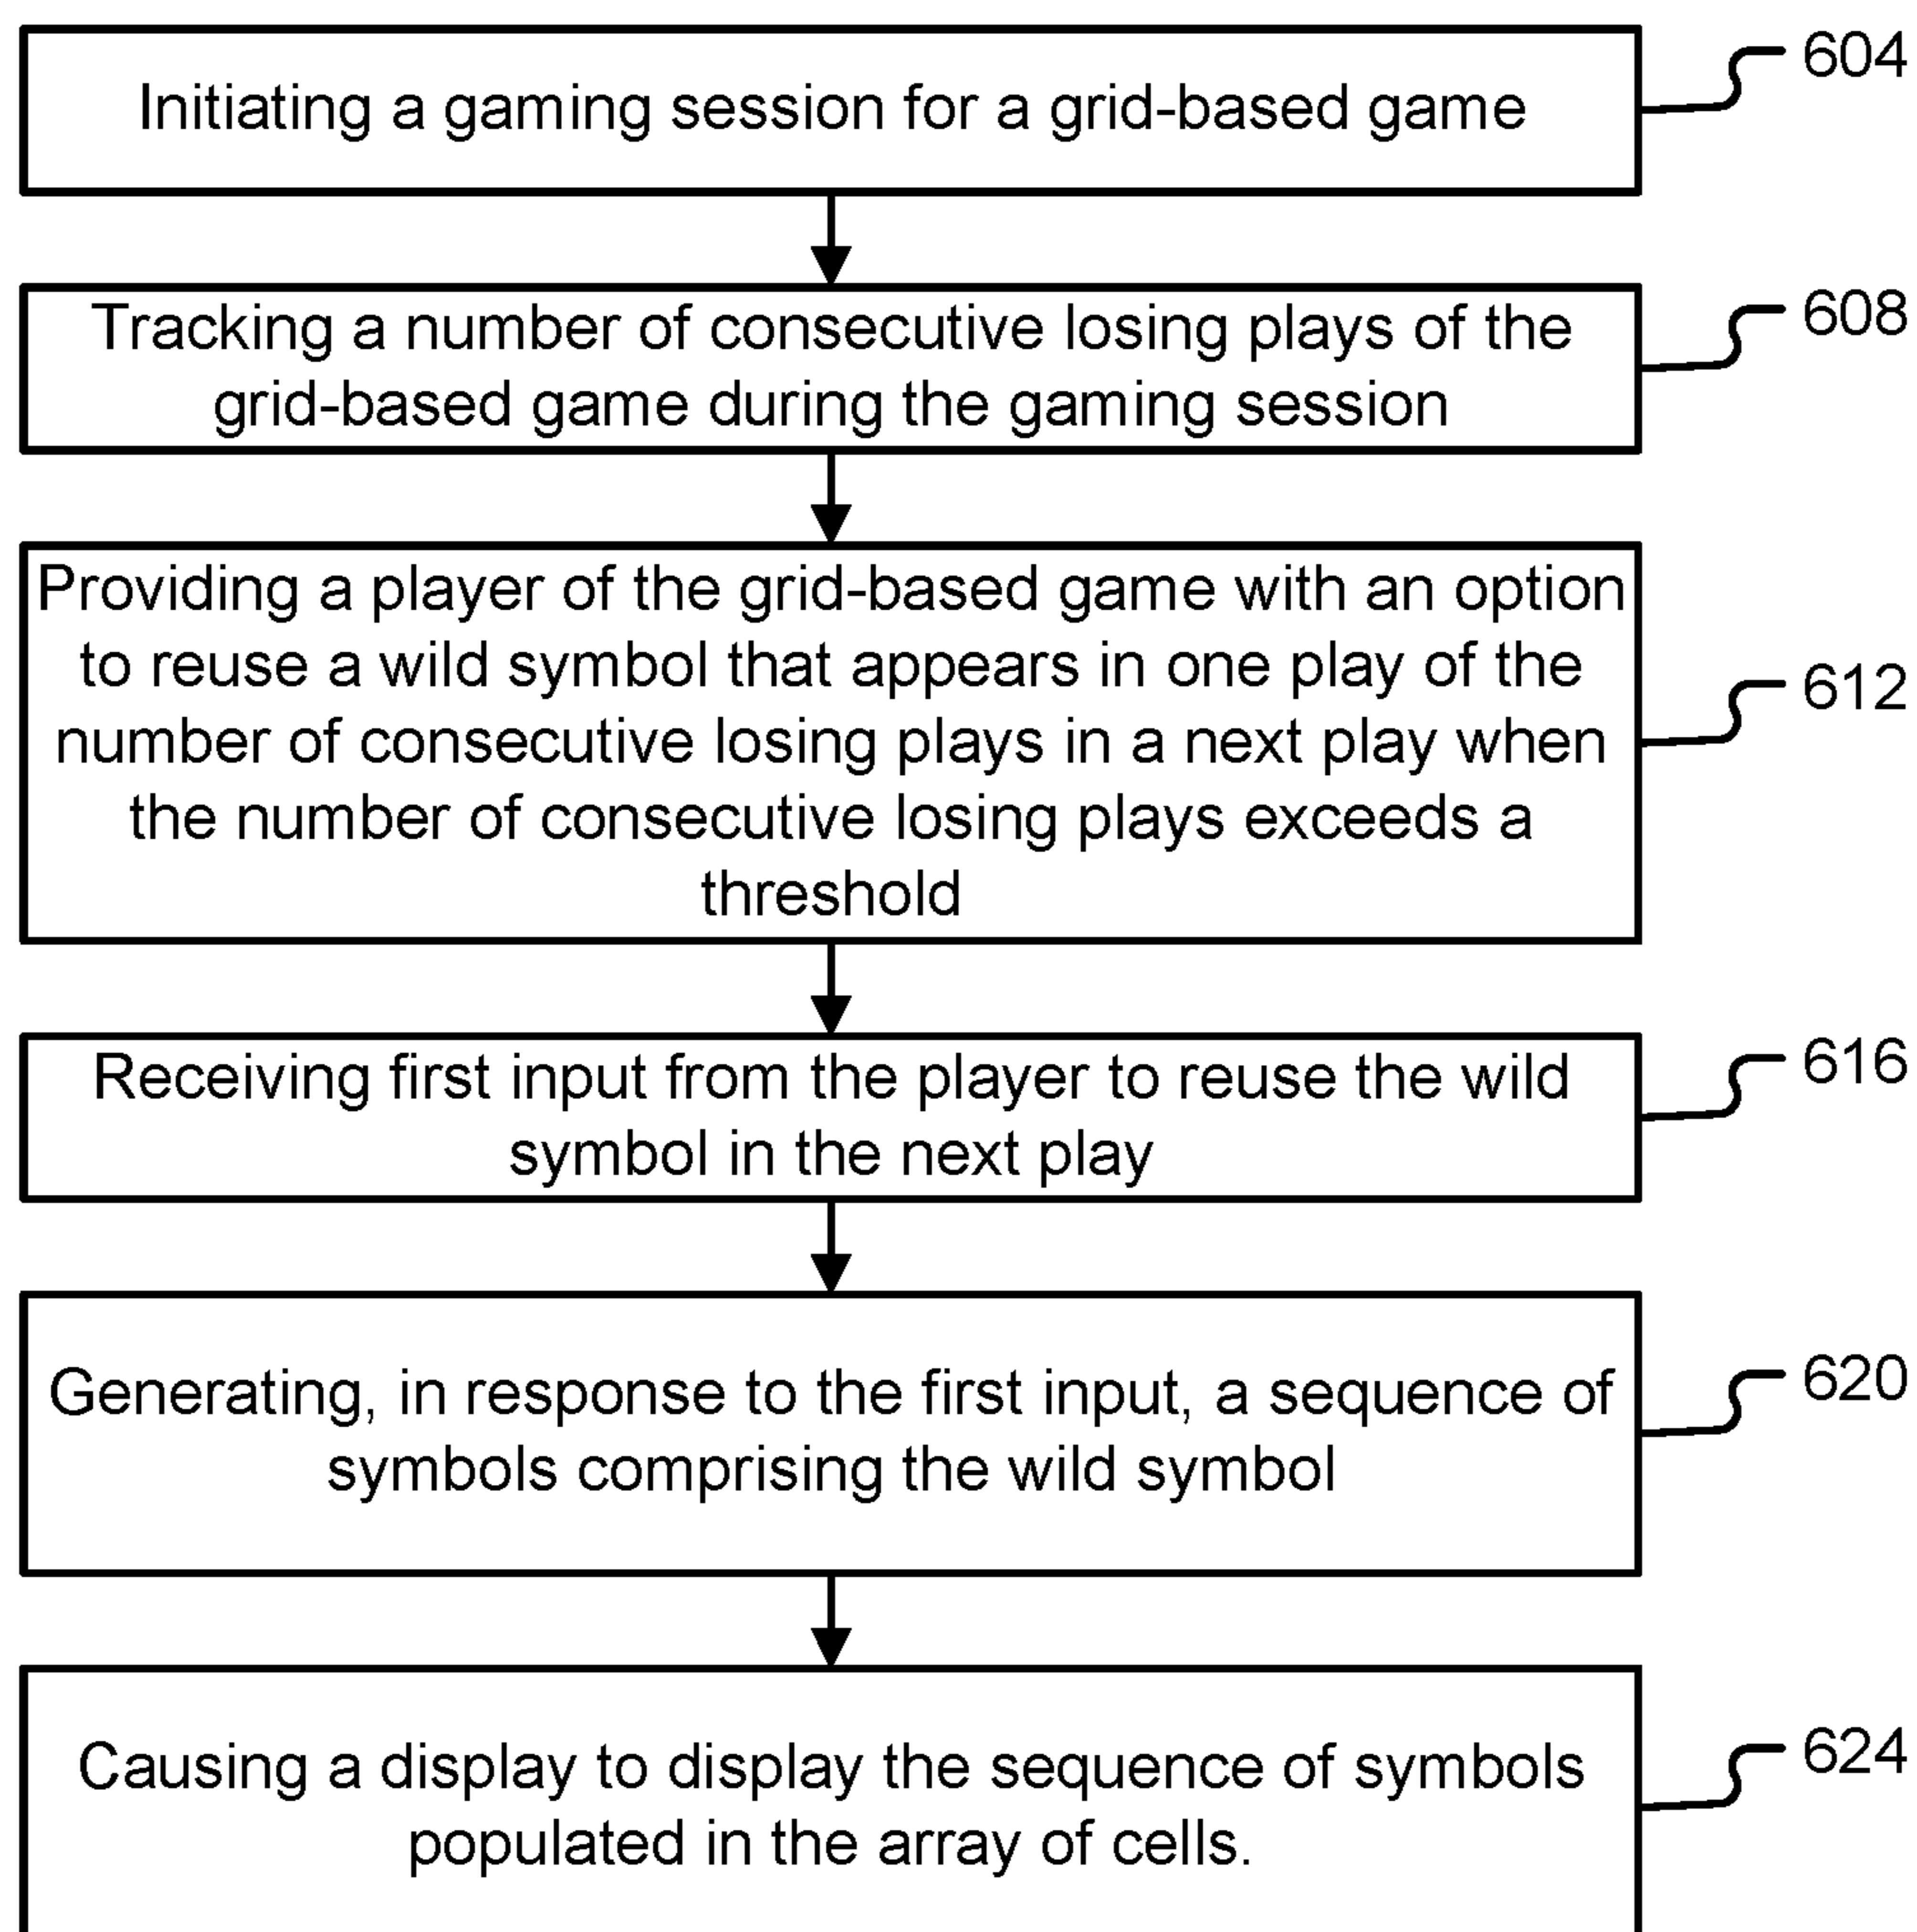 Initiating a gaming session for a grid-based game
604
Tracking a number of consecutive losing plays of the
grid-based game during the gaming session
608
Providing a player of the grid-based game with an option
to reuse a wild symbol that appears in one play of the
number of consecutive losing plays in a next play when
the number of consecutive losing plays exceeds a
threshold
612
Receiving first input from the player to reuse the wild
symbol in the next play
616
Generating, in response to the first input, a sequence of
symbols comprising the wild symbol
620
Causing a display to display the sequence of symbols
populated in the array of cells.
624